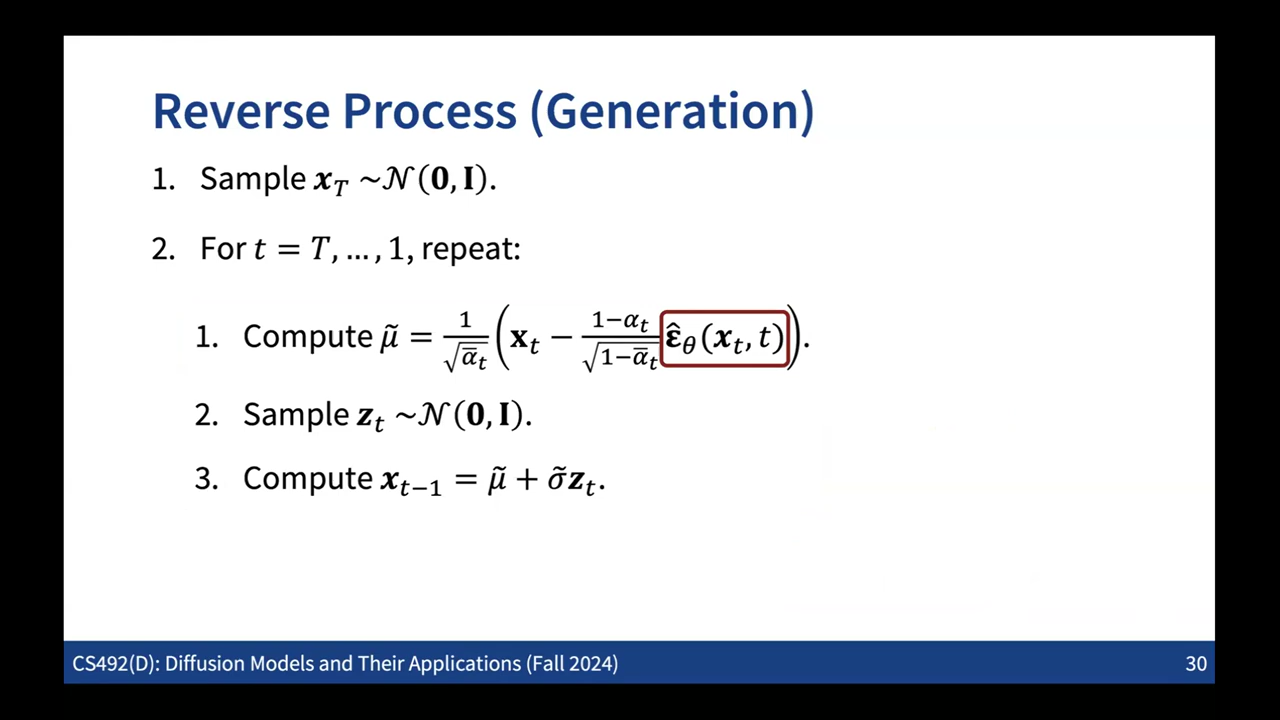 Reverse Process (Generation)
1. Sample 𝒙_T ~𝒩(𝟎, 𝐈).
2. For t = T, … , 1, repeat:
1. Compute μ̃ = 1/√ᾱ_t (𝐱_t − (1−α_t)/√(1−ᾱ_t) 𝛆̂_θ(𝒙_t, t)).
2. Sample 𝒛_t ~𝒩(𝟎, 𝐈).
3. Compute 𝒙_{t−1} = μ̃ + σ̃𝒛_t.
CS492(D): Diffusion Models and Their Applications (Fall 2024)
30